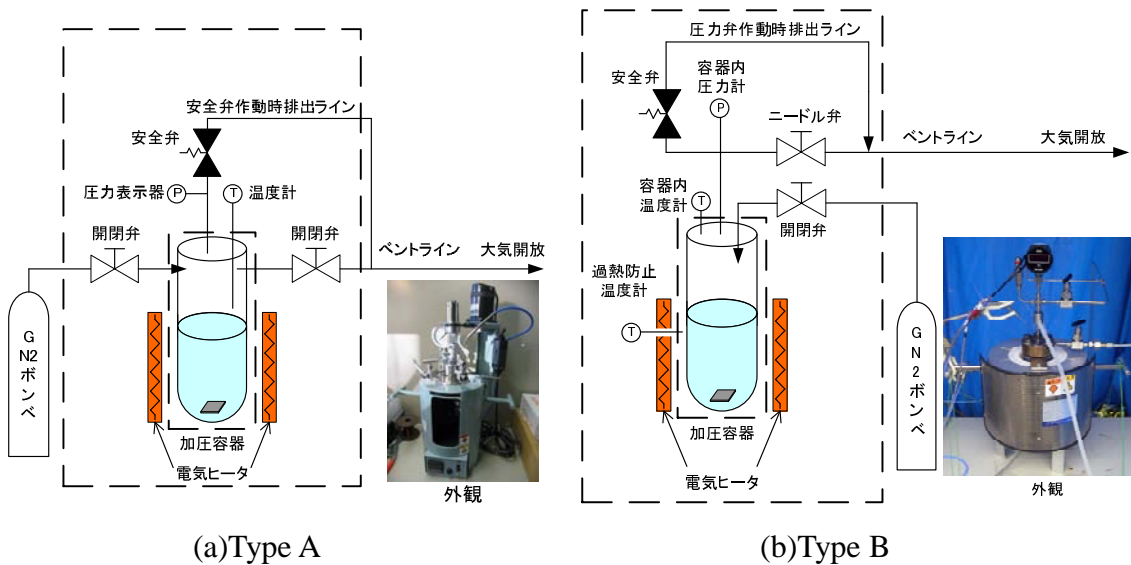 安全弁作動時排出ライン
安全弁
圧力表示器
P
T
温度計
開閉弁
開閉弁
ベントライン
大気開放
GN2ボンベ
加圧容器
電気ヒータ
外観
(a)Type A
圧力弁作動時排出ライン
容器内
圧力計
安全弁
P
ニードル弁
ベントライン
大気開放
容器内
温度計
T
開閉弁
過熱防止
温度計
T
GN2ボンベ
加圧容器
電気ヒータ
外観
(b)Type B